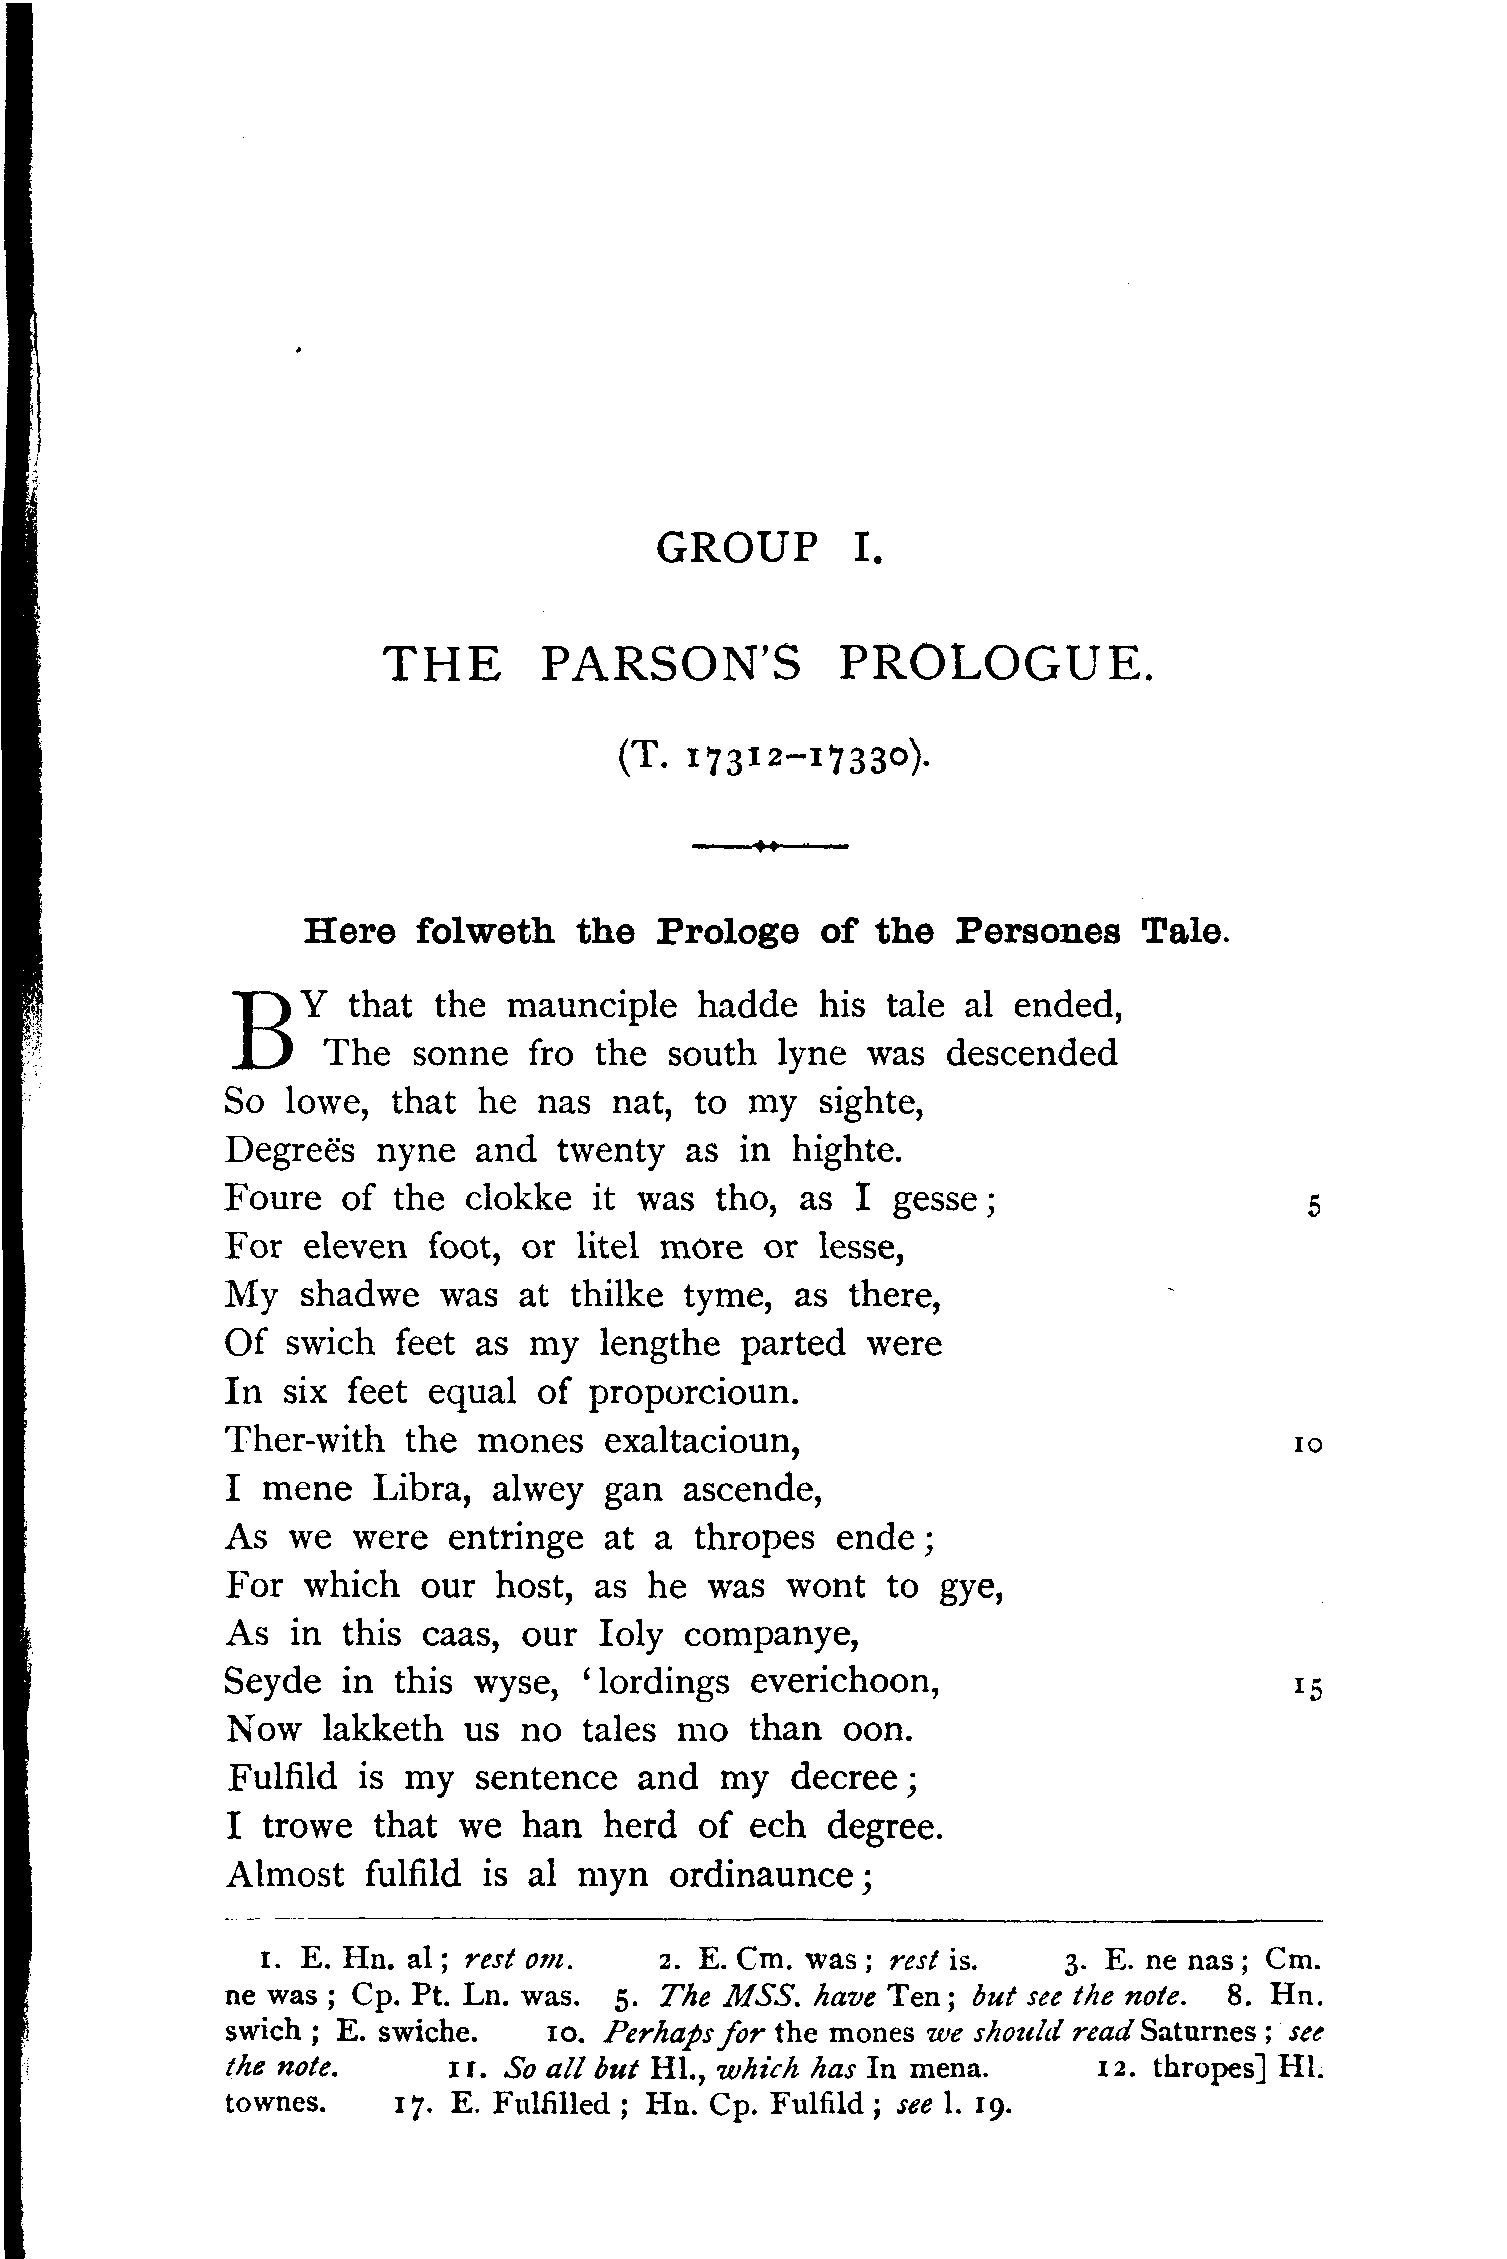 GROUP I.
THE PARSON'S PROLOGUE.
(T. 17312–17330).
Here folweth the Prologe of the Persones Tale.
BY that the maunciple hadde his tale al ended,
The sonne fro the south lyne was descended
So lowe, that he nas nat, to my sighte,
Degreës nyne and twenty as in highte.
Foure of the clokke it was tho, as I gesse; 5
For eleven foot, or litel more or lesse,
My shadwe was at thilke tyme, as there,
Of swich feet as my lengthe parted were
In six feet equal of proporcioun.
Ther-with the mones exaltacioun, 10
I mene Libra, alwey gan ascende,
As we were entringe at a thropes ende;
For which our host, as he was wont to gye,
As in this caas, our Ioly companye,
Seyde in this wyse, 'lordings everichoon, 15
Now lakketh us no tales mo than oon.
Fulfild is my sentence and my decree;
I trowe that we han herd of ech degree.
Almost fulfild is al myn ordinaunce;
1. E. Hn. al; rest om. 2. E. Cm. was; rest is. 3. E. ne nas; Cm.
ne was; Cp. Pt. Ln. was. 5. The MSS. have Ten; but see the note. 8. Hn.
swich; E. swiche. 10. Perhaps for the mones we should read Saturnes; see
the note. 11. So all but Hl., which has In mena. 12. thropes] Hl.
townes. 17. E. Fulfilled; Hn. Cp. Fulfild; see l. 19.